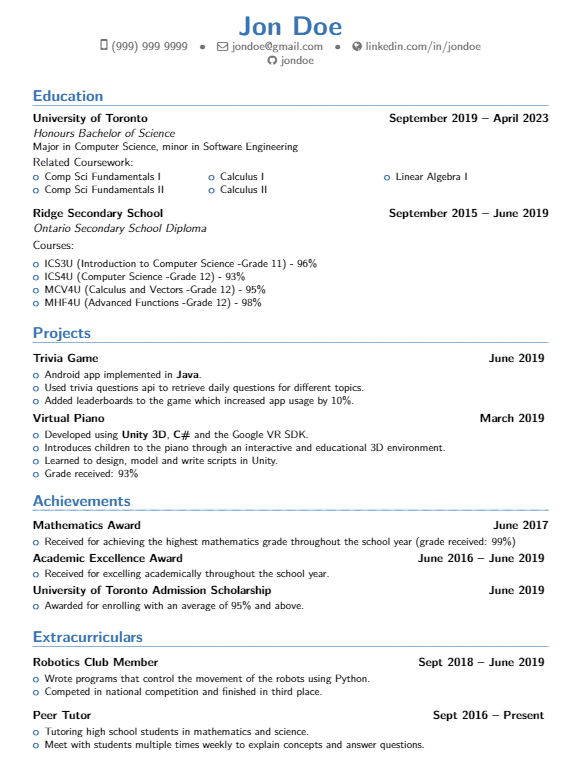 Jon Doe
(999) 999 9999 ● jondoe@gmail.com ● linkedin.com/in/jondoe
jondoe
Education
University of Toronto September 2019 – April 2023
Honours Bachelor of Science
Major in Computer Science, minor in Software Engineering
Related Coursework:
o Comp Sci Fundamentals I o Calculus I o Linear Algebra I
o Comp Sci Fundamentals II o Calculus II
Ridge Secondary School September 2015 – June 2019
Ontario Secondary School Diploma
Courses:
o ICS3U (Introduction to Computer Science -Grade 11) - 96%
o ICS4U (Computer Science -Grade 12) - 93%
o MCV4U (Calculus and Vectors -Grade 12) - 95%
o MHF4U (Advanced Functions -Grade 12) - 98%
Projects
Trivia Game June 2019
o Android app implemented in Java.
o Used trivia questions api to retrieve daily questions for different topics.
o Added leaderboards to the game which increased app usage by 10%.
Virtual Piano March 2019
o Developed using Unity 3D, C# and the Google VR SDK.
o Introduces children to the piano through an interactive and educational 3D environment.
o Learned to design, model and write scripts in Unity.
o Grade received: 93%
Achievements
Mathematics Award June 2017
o Received for achieving the highest mathematics grade throughout the school year (grade received: 99%)
Academic Excellence Award June 2016 – June 2019
o Received for excelling academically throughout the school year.
University of Toronto Admission Scholarship June 2019
o Awarded for enrolling with an average of 95% and above.
Extracurriculars
Robotics Club Member Sept 2018 – June 2019
o Wrote programs that control the movement of the robots using Python.
o Competed in national competition and finished in third place.
Peer Tutor Sept 2016 – Present
o Tutoring high school students in mathematics and science.
o Meet with students multiple times weekly to explain concepts and answer questions.